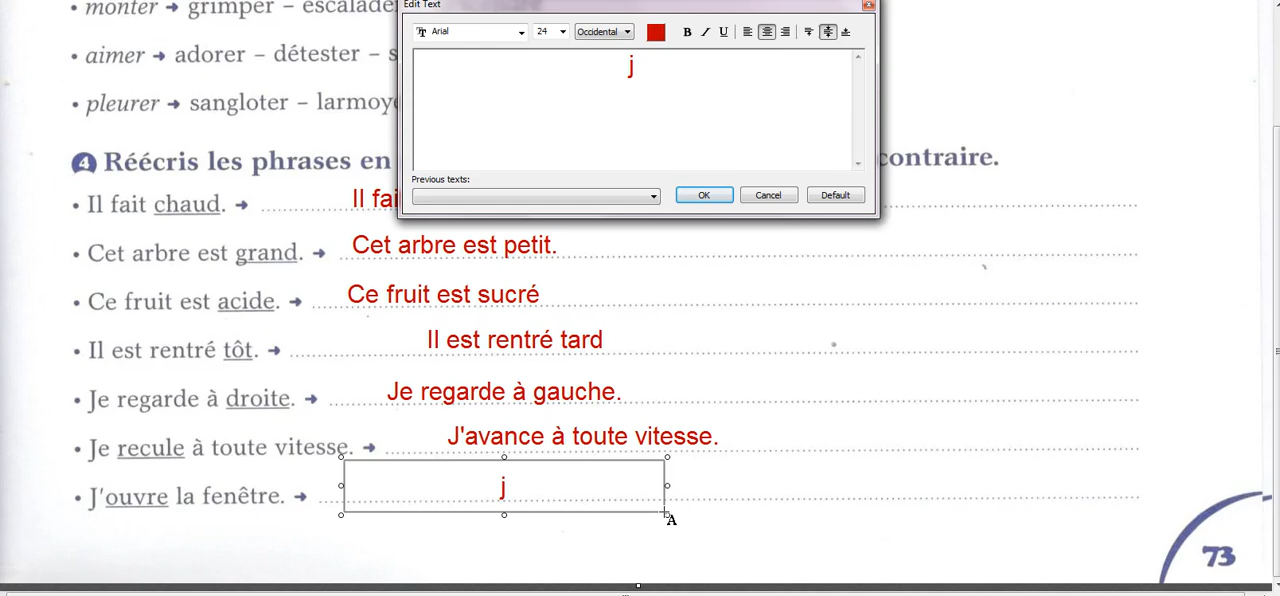 • monter → grimper – escalade
Edit Text
Arial 24 Occidental B I U
• aimer → adorer – détester – s
j
• pleurer → sangloter – larmoye
4 Réécris les phrases en contraire.
Previous texts:
OK Cancel Default
• Il fait chaud. → Il fai
• Cet arbre est grand. → Cet arbre est petit.
• Ce fruit est acide. → Ce fruit est sucré
• Il est rentré tôt. → Il est rentré tard
• Je regarde à droite. → Je regarde à gauche.
• Je recule à toute vitesse. → J'avance à toute vitesse.
• J'ouvre la fenêtre. → j
A
73